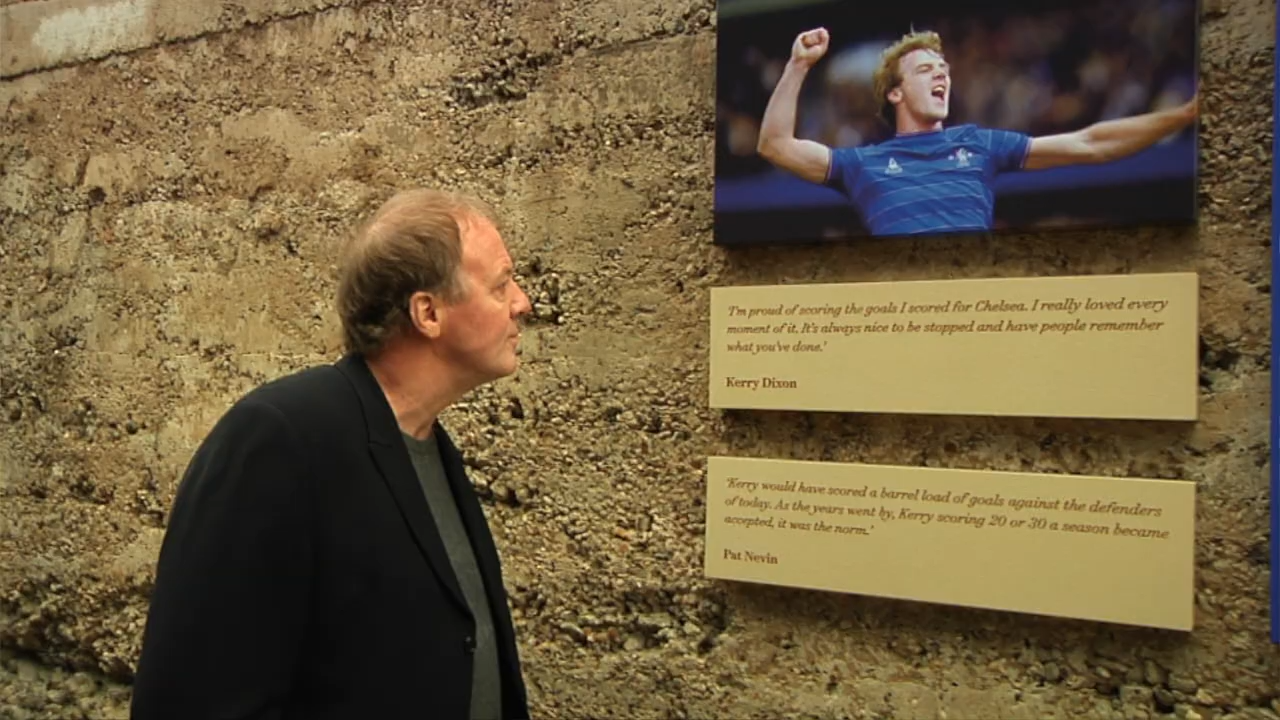 'I'm proud of scoring the goals I scored for Chelsea. I really loved every
moment of it. It's always nice to be stopped and have people remember
what you've done.'
Kerry Dixon
'Kerry would have scored a barrel load of goals against the defenders
of today. As the years went by, Kerry scoring 20 or 30 a season became
accepted, it was the norm.'
Pat Nevin